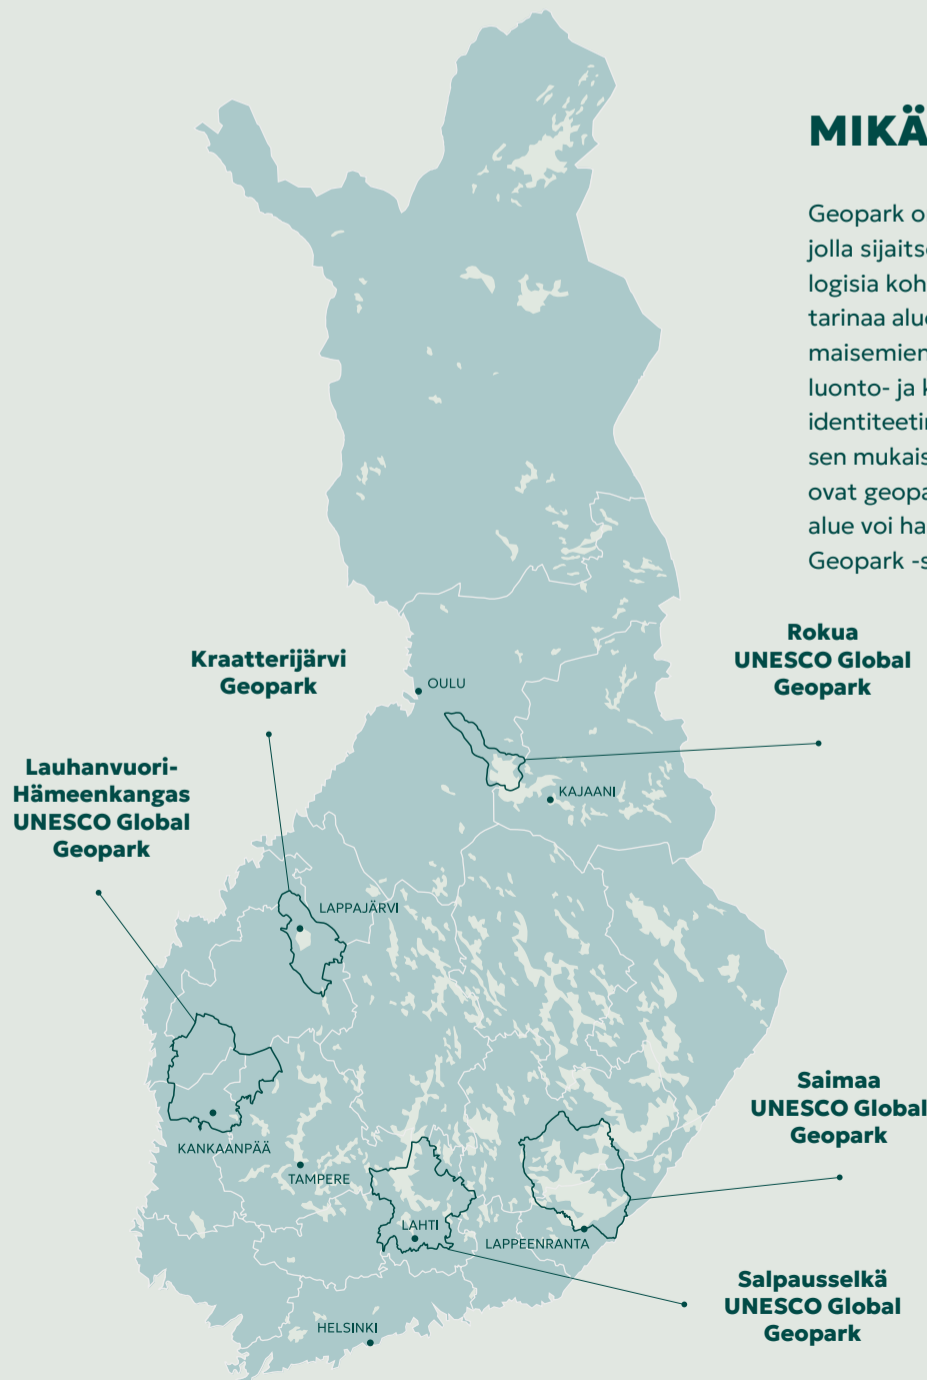 MIKÄ
Geopark o
jolla sijaits
logisia koh
tarinaa alu
maisemien
luonto- ja k
identiteetin
sen mukais
ovat geopa
alue voi ha
Geopark -s
Rokua
UNESCO Global
Geopark
Kraatterijärvi
Geopark
OULU
Lauhanvuori-
Hämeenkangas
UNESCO Global
Geopark
KAJAANI
LAPPAJÄRVI
Saimaa
UNESCO Global
Geopark
KANKAANPÄÄ
TAMPERE
LAHTI
LAPPEENRANTA
Salpausselkä
UNESCO Global
Geopark
HELSINKI